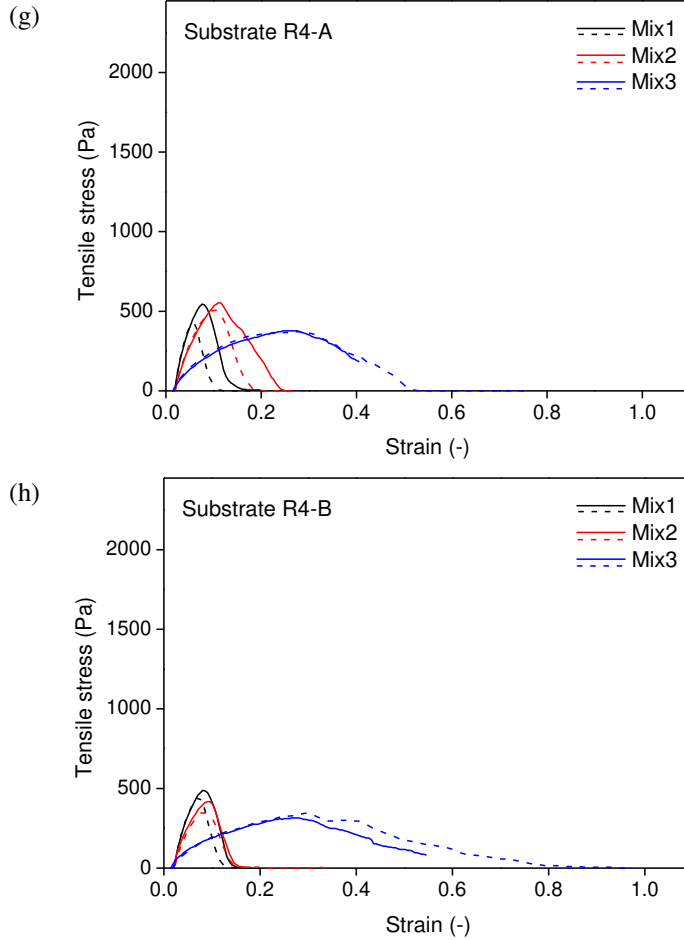 (g)
Substrate R4-A
Mix1
Mix2
Mix3
Tensile stress (Pa)
2000
1500
1000
500
0
0.0 0.2 0.4 0.6 0.8 1.0
Strain (-)
(h)
Substrate R4-B
Mix1
Mix2
Mix3
Tensile stress (Pa)
2000
1500
1000
500
0
0.0 0.2 0.4 0.6 0.8 1.0
Strain (-)